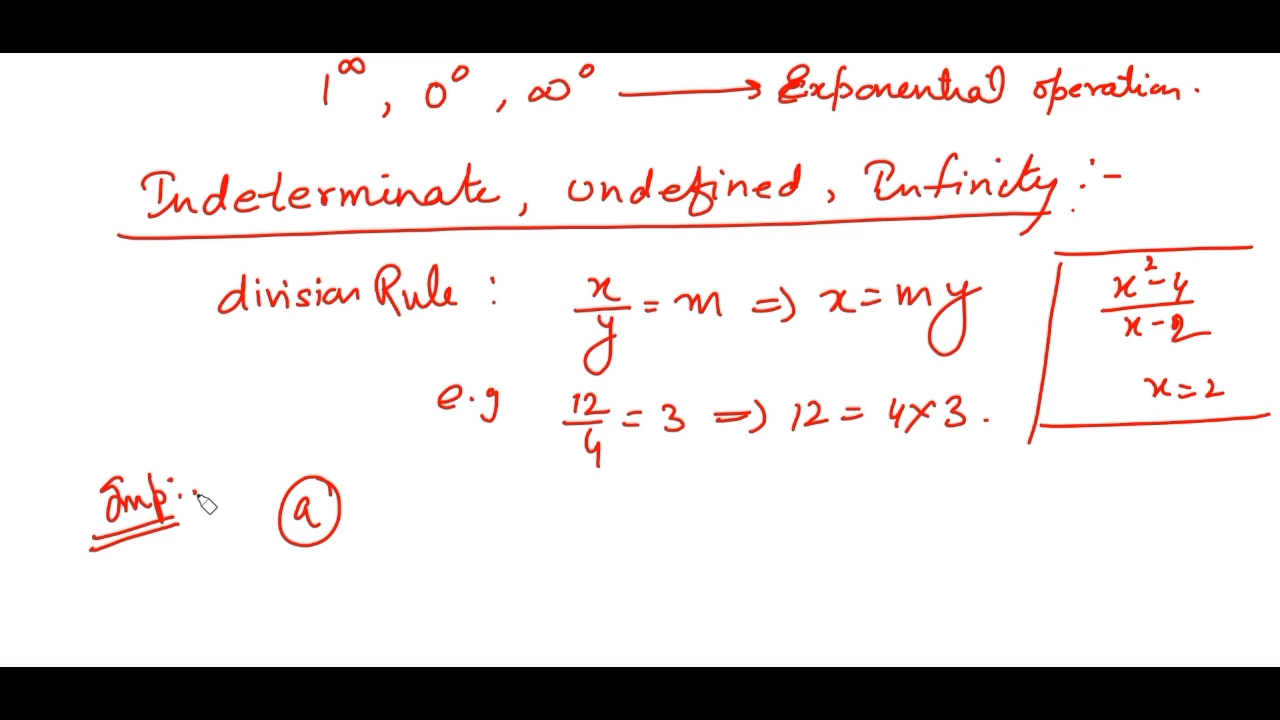 1^∞, 0^0, ∞^0 ⟶ Exponential operation.
Indeterminate, Undefined, Infinity :-
division Rule : x/y = m ⇒ x = my
e.g 12/4 = 3 ⇒ 12 = 4×3.
x²-4/x-2
x=2
Imp:- (a)